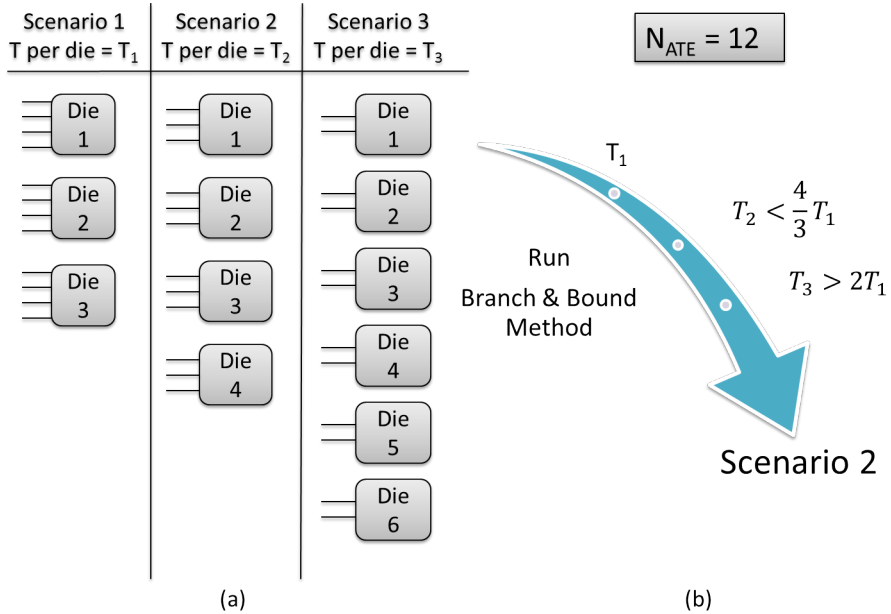 Scenario 1
T per die = T₁
Die
1
Die
2
Die
3
Scenario 2
T per die = T₂
Die
1
Die
2
Die
3
Die
4
Scenario 3
T per die = T₃
Die
1
Die
2
Die
3
Die
4
Die
5
Die
6
(a)
N_ATE = 12
T₁
T₂ < 4/3 T₁
T₃ > 2T₁
Run
Branch & Bound
Method
Scenario 2
(b)